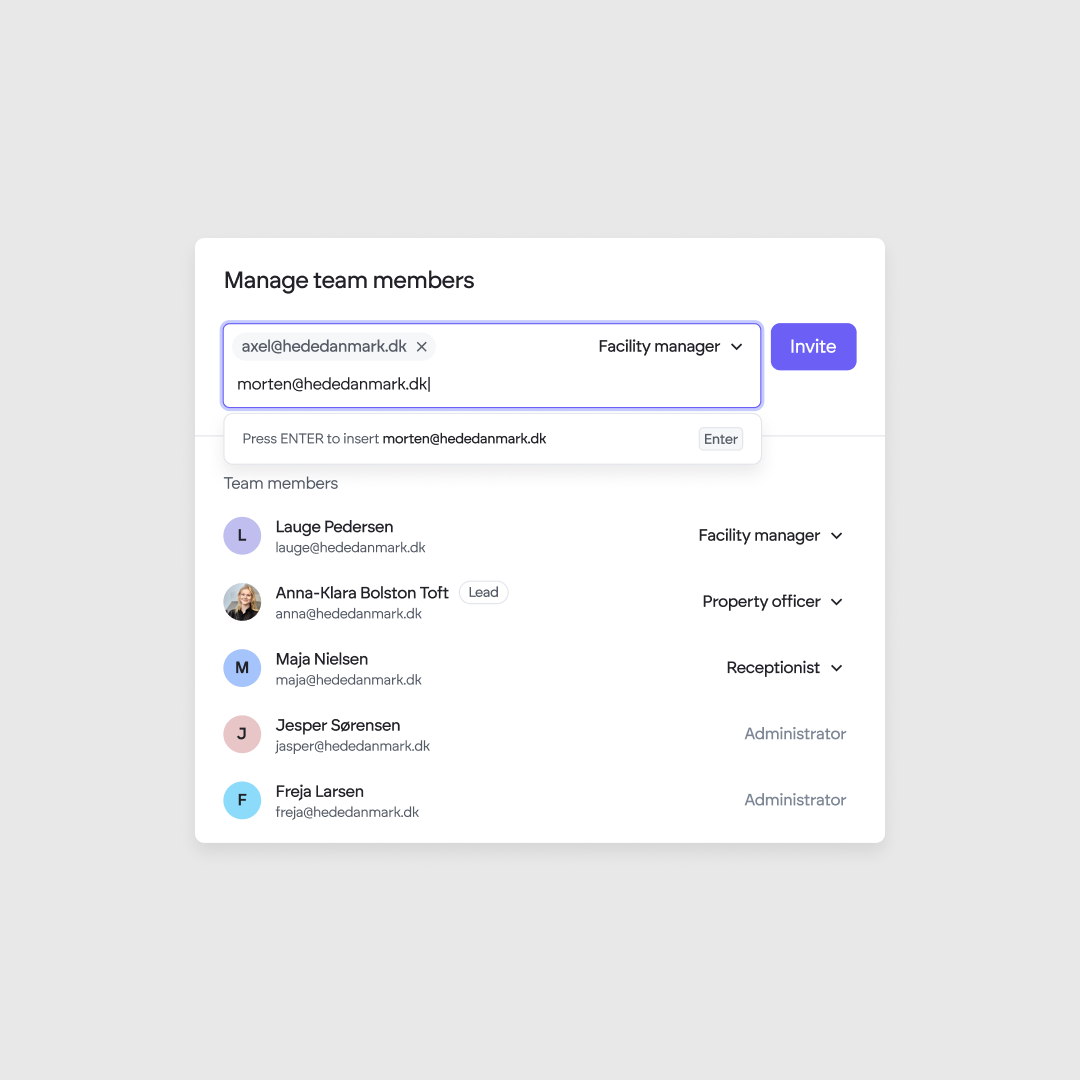 Manage team members
axel@hededanmark.dk
Facility manager
Invite
morten@hededanmark.dk
Press ENTER to insert morten@hededanmark.dk
Enter
Team members
L
Lauge Pedersen
lauge@hededanmark.dk
Facility manager
Anna-Klara Bolston Toft
Lead
anna@hededanmark.dk
Property officer
M
Maja Nielsen
maja@hededanmark.dk
Receptionist
J
Jesper Sørensen
jasper@hededanmark.dk
Administrator
F
Freja Larsen
freja@hededanmark.dk
Administrator